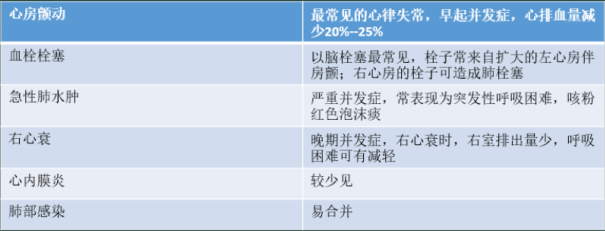 心房颤动
最常见的心律失常，早起并发症，心排血量减
少20%--25%
血栓栓塞
以脑栓塞最常见，栓子常来自扩大的左心房伴
房颤；右心房的栓子可造成肺栓塞
急性肺水肿
严重并发症，常表现为突发性呼吸困难，咳粉
红色泡沫痰
右心衰
晚期并发症，右心衰时，右室排出量少，呼吸
困难可有减轻
心内膜炎
较少见
肺部感染
易合并